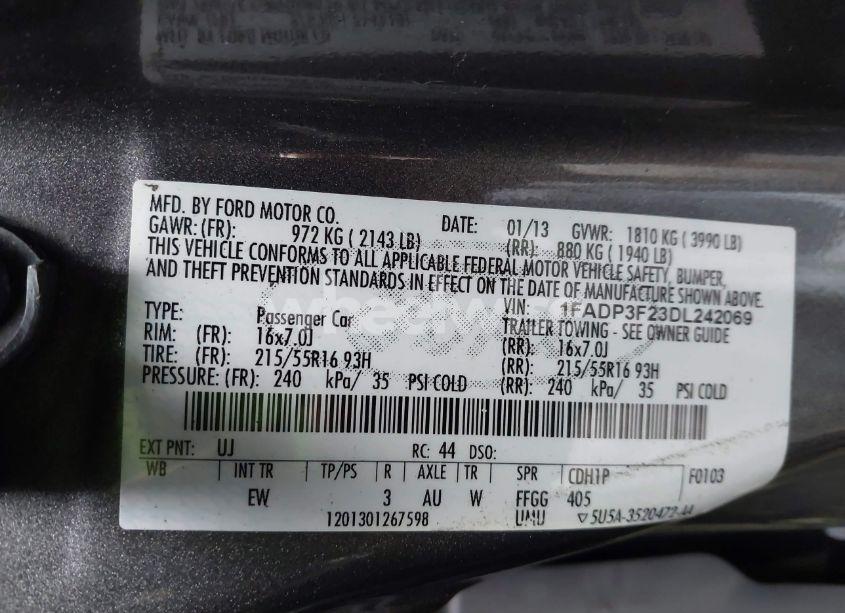 MFD. BY FORD MOTOR CO. DATE: 01/13 GVWR: 1810 KG ( 3990 LB)
GAWR: (FR): 972 KG ( 2143 LB) (RR): 880 KG ( 1940 LB)
THIS VEHICLE CONFORMS TO ALL APPLICABLE FEDERAL MOTOR VEHICLE SAFETY, BUMPER,
AND THEFT PREVENTION STANDARDS IN EFFECT ON THE DATE OF MANUFACTURE SHOWN ABOVE.
VIN: 1FADP3F23DL242069
TYPE: Passenger Car TRAILER TOWING - SEE OWNER GUIDE
RIM: (FR): 16x7.0J (RR): 16x7.0J
TIRE: (FR): 215/55R16 93H (RR): 215/55R16 93H
PRESSURE: (FR): 240 kPa/ 35 PSI COLD (RR): 240 kPa/ 35 PSI COLD
EXT PNT: UJ RC: 44 DSO:
WB INT TR TP/PS R AXLE TR SPR CDH1P F0103
EW 3 AU W FFGG 405
1201301267598 UMU 5U5A-3520472-AA